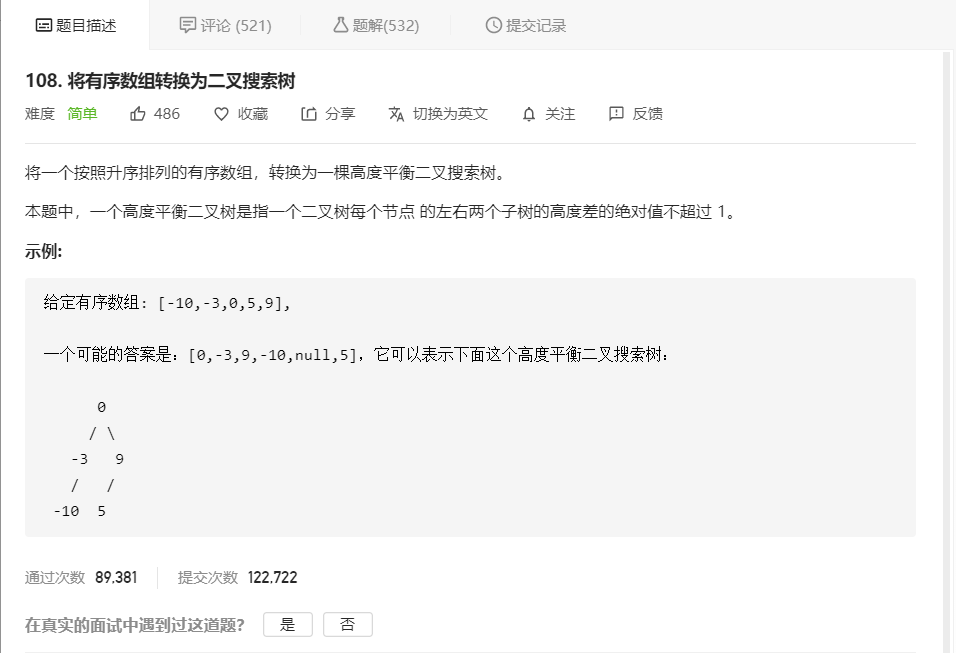 题目描述 评论 (521) 题解(532) 提交记录
108. 将有序数组转换为二叉搜索树
难度 简单 486 收藏 分享 切换为英文 关注 反馈
将一个按照升序排列的有序数组，转换为一棵高度平衡二叉搜索树。
本题中，一个高度平衡二叉树是指一个二叉树每个节点 的左右两个子树的高度差的绝对值不超过 1。
示例:
给定有序数组: [-10,-3,0,5,9],
一个可能的答案是：[0,-3,9,-10,null,5]，它可以表示下面这个高度平衡二叉搜索树：
0
/ \
-3 9
/ /
-10 5
通过次数 89,381 提交次数 122,722
在真实的面试中遇到过这道题? 是 否